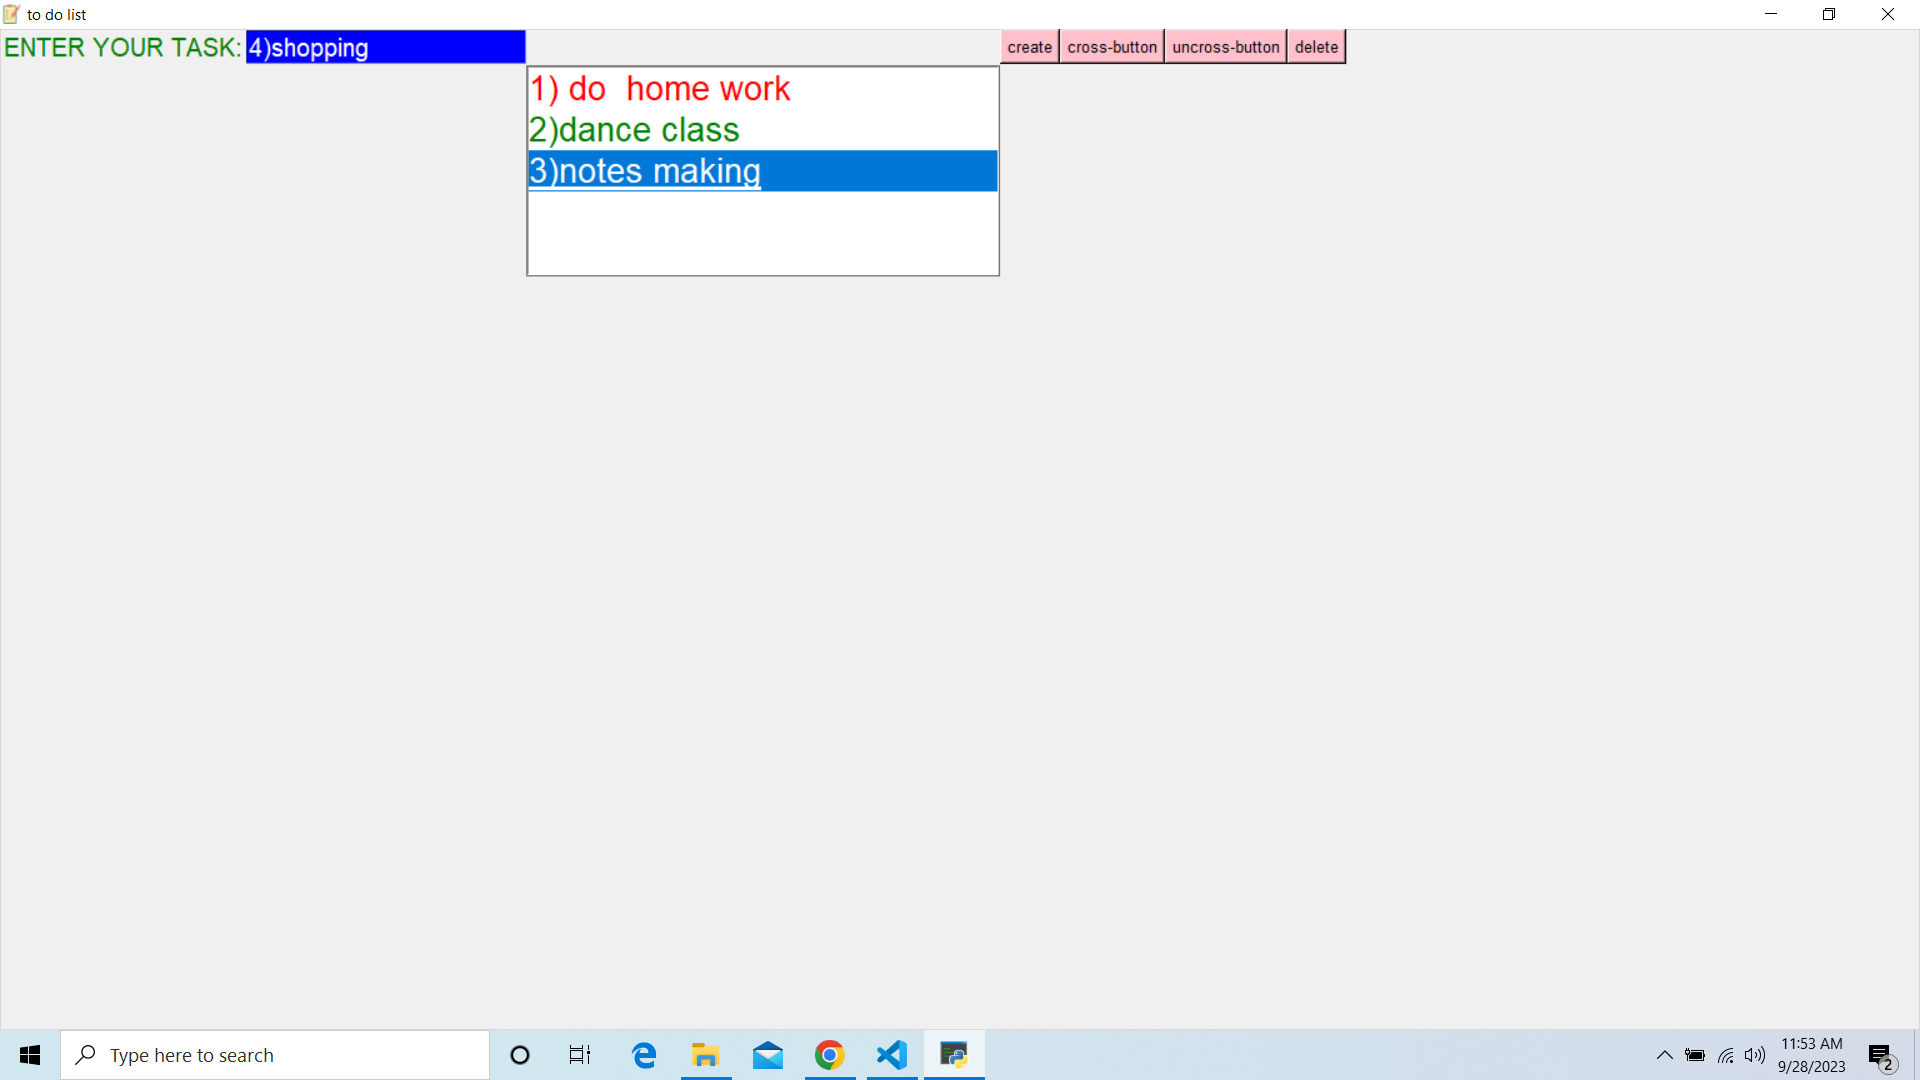 to do list
ENTER YOUR TASK: 4)shopping
create cross-button uncross-button delete
1) do  home work
2)dance class
3)notes making
Type here to search
11:53 AM
9/28/2023
2